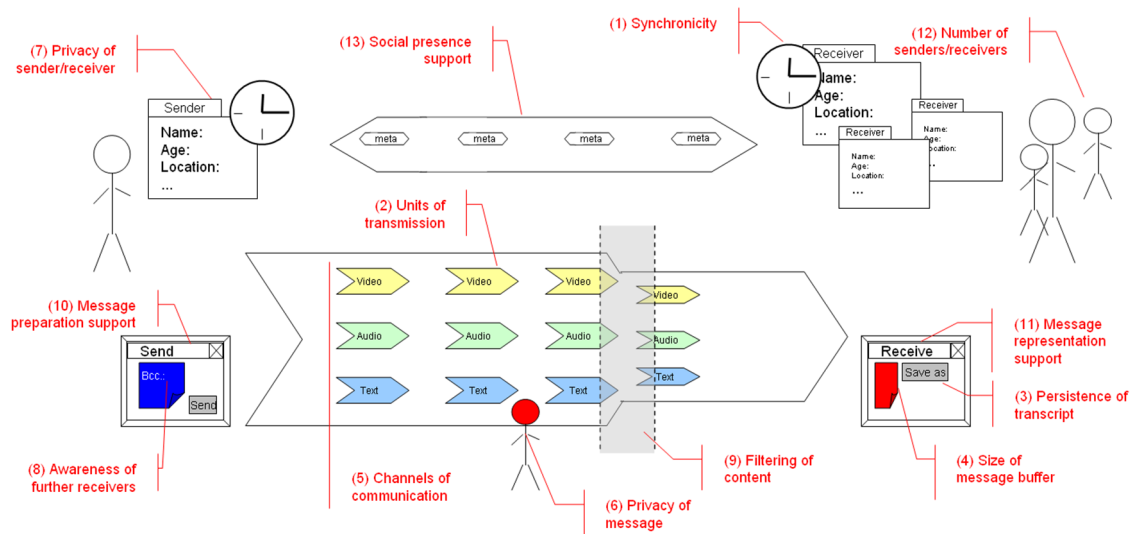 (7) Privacy of
sender/receiver
(13) Social presence
support
(1) Synchronicity
(12) Number of
senders/receivers
Sender
Name:
Age:
Location:
...
meta
meta
meta
meta
Receiver
Name:
Age:
Location:
...
Receiver
Name:
Age:
Location:
...
Receiver
Name:
Age:
Location:
...
(2) Units of
transmission
Video
Video
Video
Video
Audio
Audio
Audio
Audio
Text
Text
Text
Text
(10) Message
preparation support
Send
Bcc.:
Send
(8) Awareness of
further receivers
(5) Channels of
communication
(6) Privacy of
message
(9) Filtering of
content
Receive
Save as
(11) Message
representation
support
(3) Persistence of
transcript
(4) Size of
message buffer